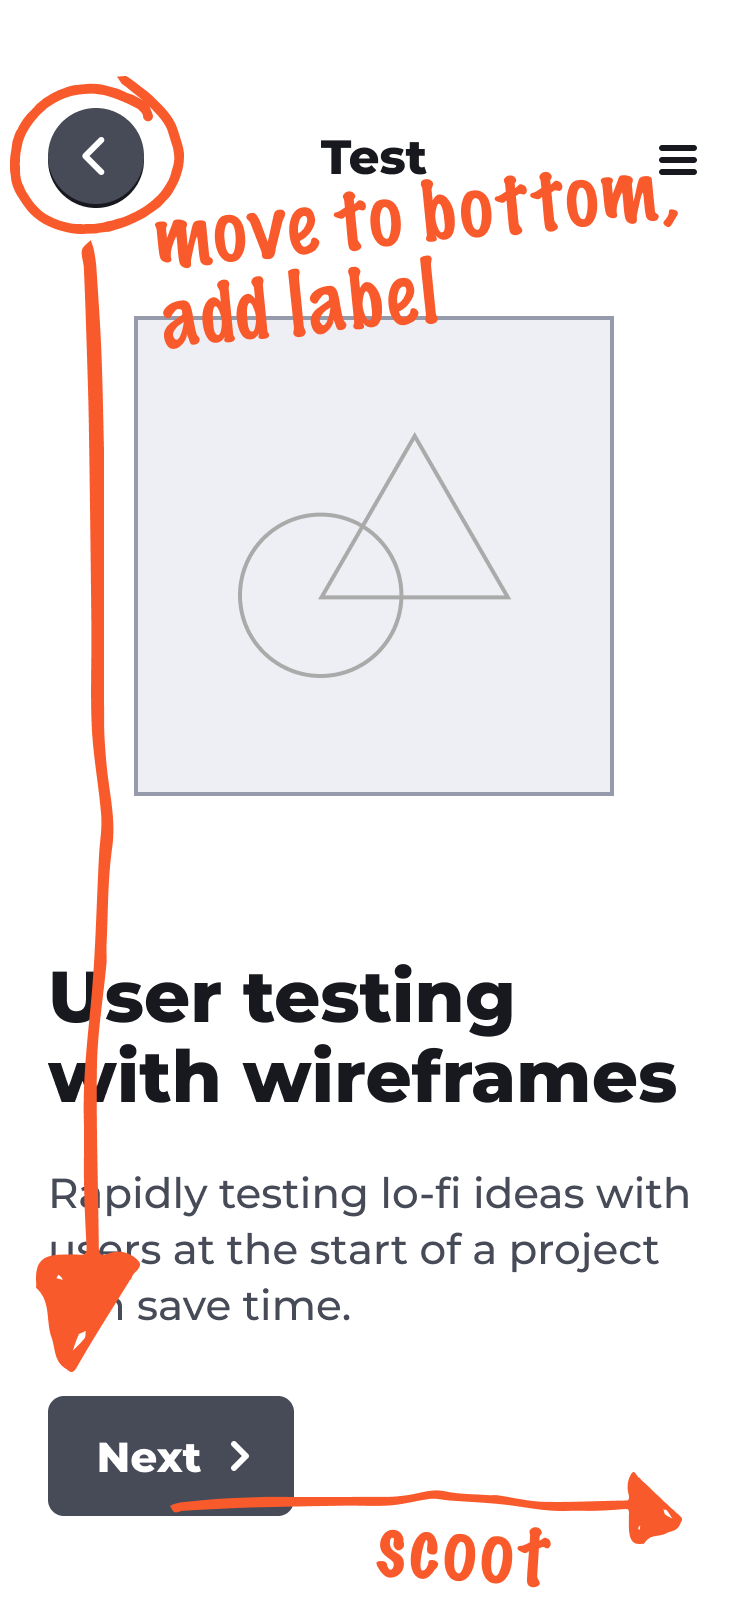 Test
move to bottom,
add label
User testing
with wireframes
Rapidly testing lo-fi ideas with
users at the start of a project
save time.
Next
scoot